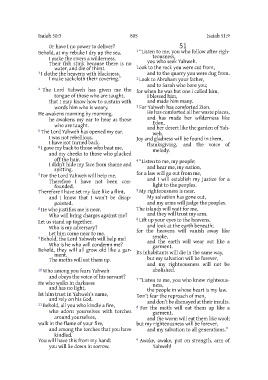 Isaiah 50:3
603
Isaiah 51:9
Or have I no power to deliver?
Behold, at my rebuke I dry up the sea.
I make the rivers a wilderness.
Their fish stink because there is no
water, and die of thirst.
3 I clothe the heavens with blackness.
I make sackcloth their covering.”
4 The Lord Yahweh has given me the
tongue of those who are taught,
that I may know how to sustain with
words him who is weary.
He awakens morning by morning,
he awakens my ear to hear as those
who are taught.
5 The Lord Yahweh has opened my ear.
I was not rebellious.
I have not turned back.
6 I gave my back to those who beat me,
and my cheeks to those who plucked
off the hair.
I didn’t hide my face from shame and
spitting.
7 For the Lord Yahweh will help me.
Therefore I have not been con-
founded.
Therefore I have set my face like a flint,
and I know that I won’t be disap-
pointed.
8 He who justifies me is near.
Who will bring charges against me?
Let us stand up together.
Who is my adversary?
Let him come near to me.
9 Behold, the Lord Yahweh will help me!
Who is he who will condemn me?
Behold, they will all grow old like a gar-
ment.
The moths will eat them up.
10 Who among you fears Yahweh
and obeys the voice of his servant?
He who walks in darkness
and has no light,
let him trust in Yahweh’s name,
and rely on his God.
11 Behold, all you who kindle a fire,
who adorn yourselves with torches
around yourselves,
walk in the flame of your fire,
and among the torches that you have
kindled.
You will have this from my hand:
you will lie down in sorrow.
51
1 “Listen to me, you who follow after righ-
teousness,
you who seek Yahweh.
Look to the rock you were cut from,
and to the quarry you were dug from.
2 Look to Abraham your father,
and to Sarah who bore you;
for when he was but one I called him,
I blessed him,
and made him many.
3 For Yahweh has comforted Zion.
He has comforted all her waste places,
and has made her wilderness like
Eden,
and her desert like the garden of Yah-
weh.
Joy and gladness will be found in them,
thanksgiving, and the voice of
melody.
4 “Listen to me, my people;
and hear me, my nation,
for a law will go out from me,
and I will establish my justice for a
light to the peoples.
5 My righteousness is near.
My salvation has gone out,
and my arms will judge the peoples.
The islands will wait for me,
and they will trust my arm.
6 Lift up your eyes to the heavens,
and look at the earth beneath;
for the heavens will vanish away like
smoke,
and the earth will wear out like a
garment.
Its inhabitants will die in the same way,
but my salvation will be forever,
and my righteousness will not be
abolished.
7 “Listen to me, you who know righteous-
ness,
the people in whose heart is my law.
Don’t fear the reproach of men,
and don’t be dismayed at their insults.
8 For the moth will eat them up like a
garment,
and the worm will eat them like wool;
but my righteousness will be forever,
and my salvation to all generations.”
9 Awake, awake, put on strength, arm of
Yahweh!